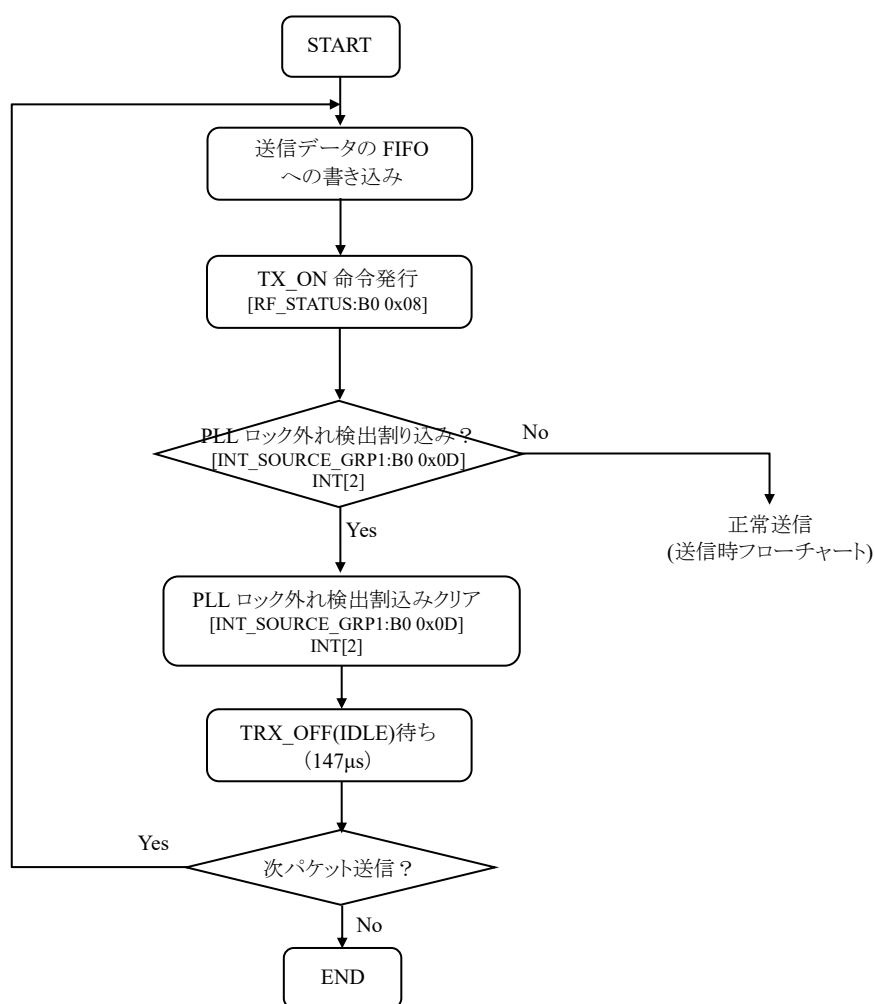 START
送信データの FIFO
への書き込み
TX_ON 命令発行
[RF_STATUS:B0 0x08]
PLL ロック外れ検出割り込み？
[INT_SOURCE_GRP1:B0 0x0D]
INT[2]
No
正常送信
(送信時フローチャート)
Yes
PLL ロック外れ検出割込みクリア
[INT_SOURCE_GRP1:B0 0x0D]
INT[2]
TRX_OFF(IDLE)待ち
（147μs）
Yes
次パケット送信？
No
END